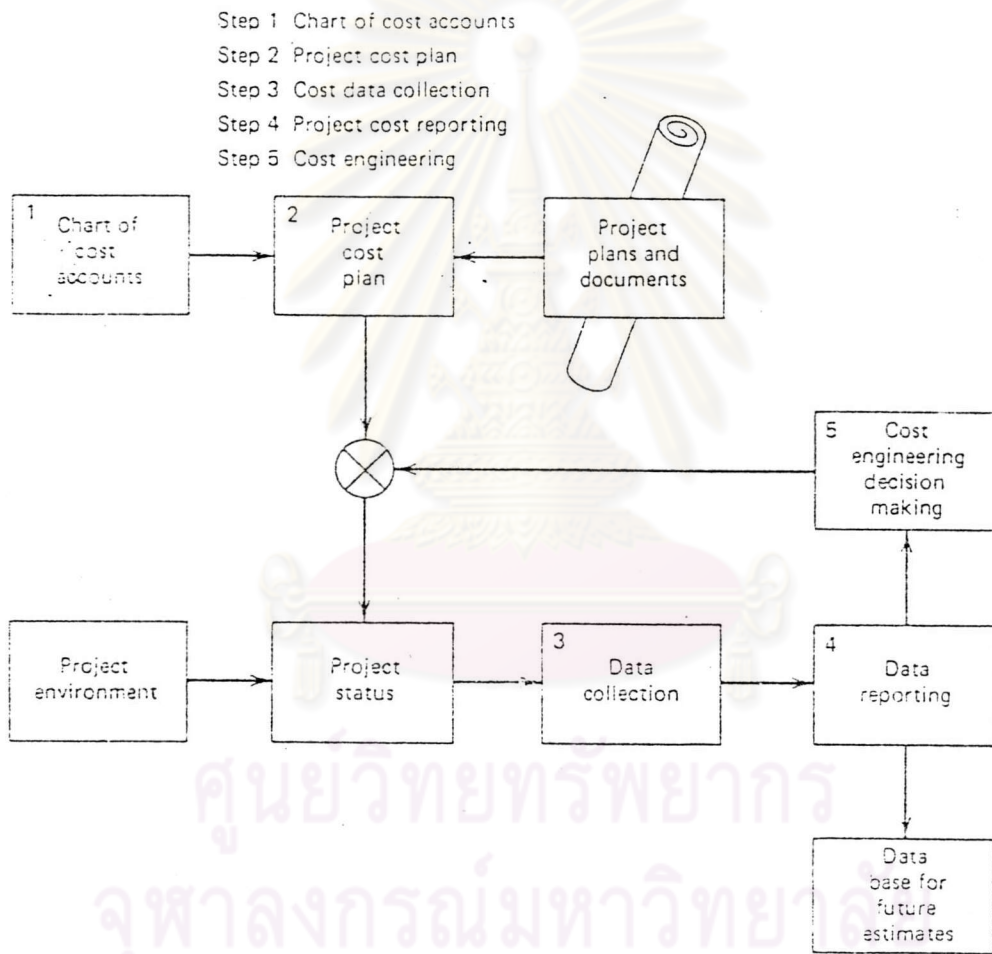 Step 1 Chart of cost accounts
Step 2 Project cost plan
Step 3 Cost data collection
Step 4 Project cost reporting
Step 5 Cost engineering
1
Chart of
cost
accounts
2
Project
cost
plan
Project
plans and
documents
5
Cost
engineering
decision
making
Project
environment
Project
status
3
Data
collection
4
Data
reporting
Data
base for
future
estimates
ศูนย์วิทยทรัพยากร
จุฬาลงกรณ์มหาวิทยาลัย